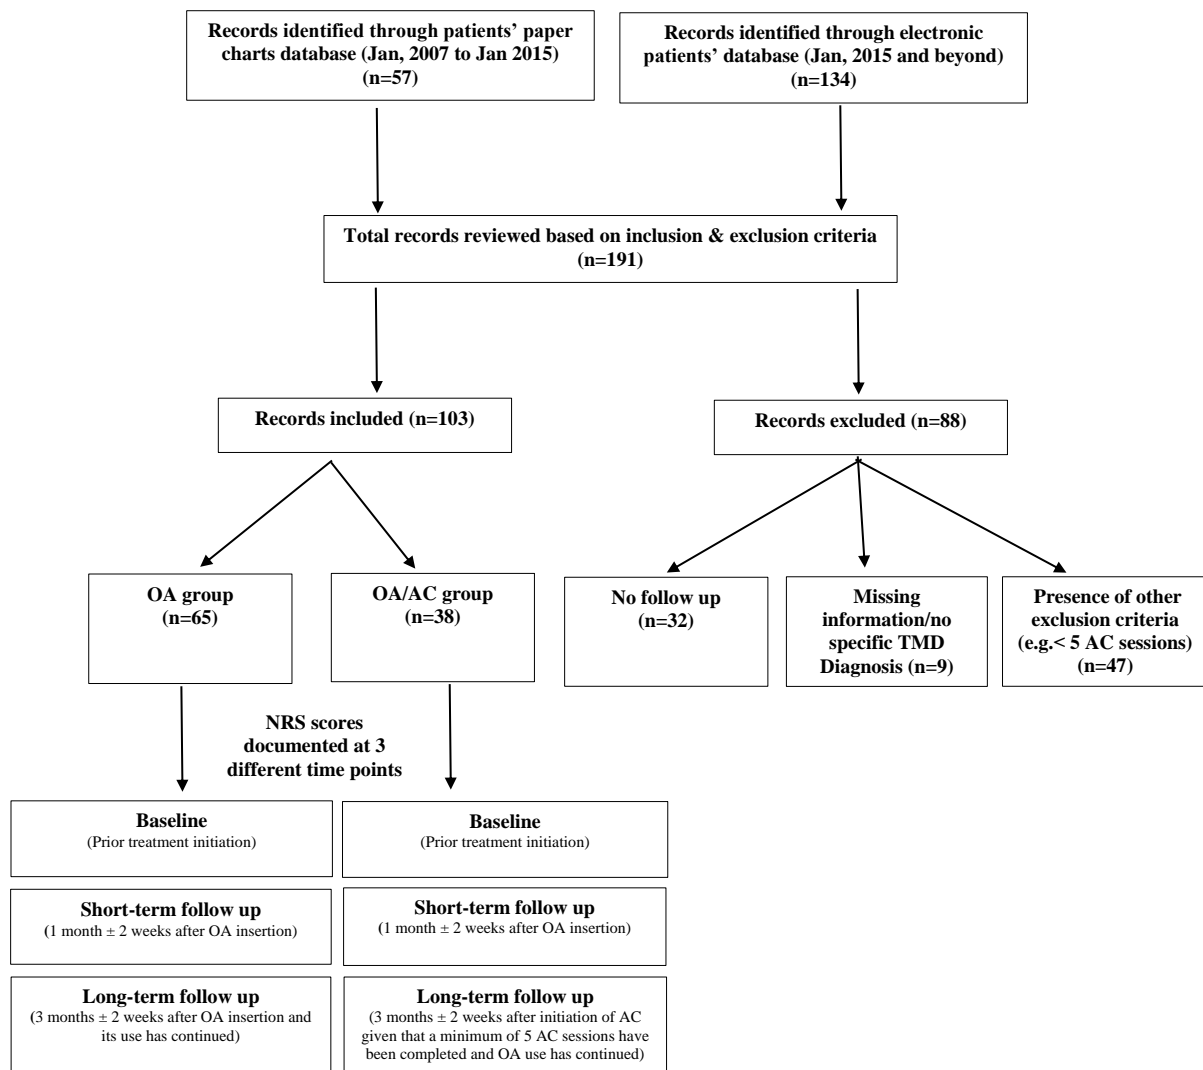 Records identified through patients’ paper
charts database (Jan, 2007 to Jan 2015)
(n=57)
Records identified through electronic
patients’ database (Jan, 2015 and beyond)
(n=134)
Total records reviewed based on inclusion & exclusion criteria
(n=191)
Records included (n=103)
Records excluded (n=88)
OA group
(n=65)
OA/AC group
(n=38)
No follow up
(n=32)
Missing
information/no
specific TMD
Diagnosis (n=9)
Presence of other
exclusion criteria
(e.g.< 5 AC sessions)
(n=47)
NRS scores
documented at 3
different time points
Baseline
(Prior treatment initiation)
Baseline
(Prior treatment initiation)
Short-term follow up
(1 month ± 2 weeks after OA insertion)
Short-term follow up
(1 month ± 2 weeks after OA insertion)
Long-term follow up
(3 months ± 2 weeks after OA insertion and
its use has continued)
Long-term follow up
(3 months ± 2 weeks after initiation of AC
given that a minimum of 5 AC sessions have
been completed and OA use has continued)